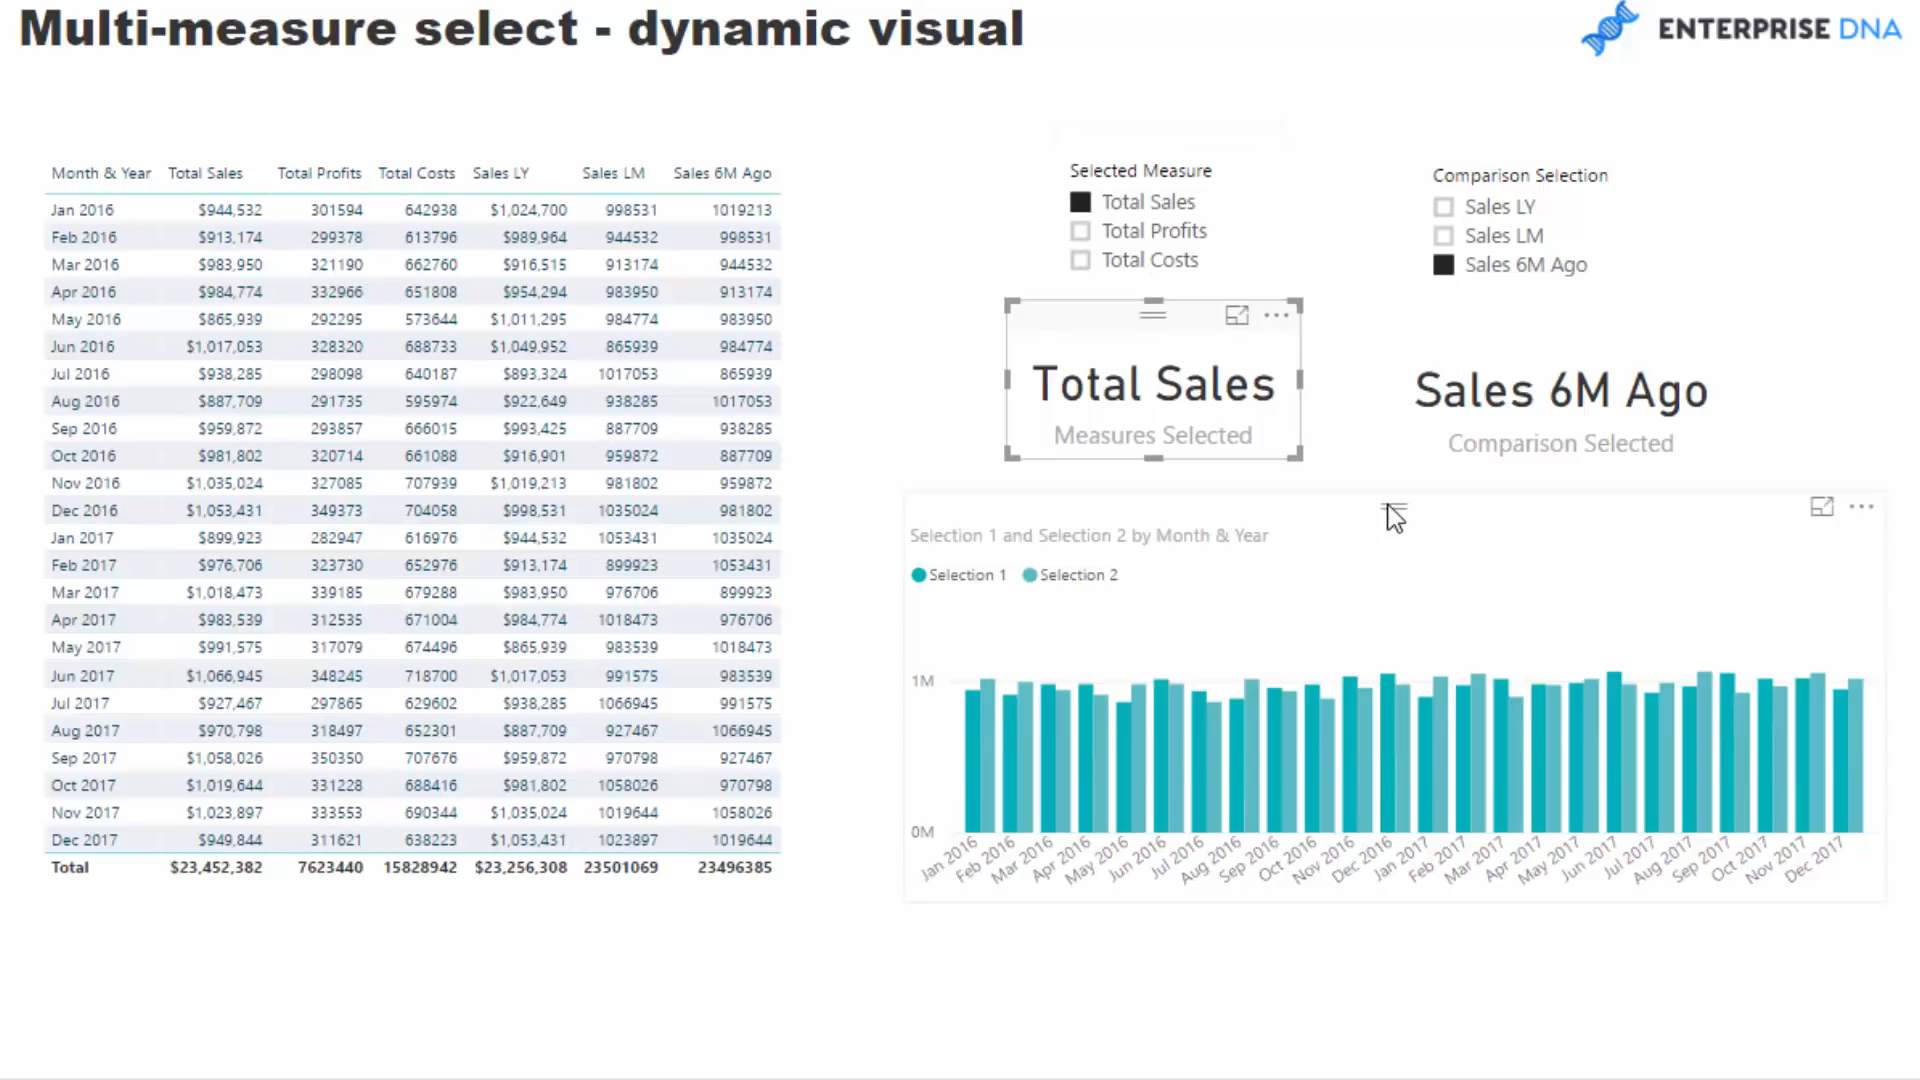 Multi-measure select - dynamic visual
ENTERPRISE DNA
Month & Year Total Sales Total Profits Total Costs Sales LY Sales LM Sales 6M Ago
Jan 2016 $944,532 301594 642938 $1,024,700 998531 1019213
Feb 2016 $913,174 299378 613796 $989,964 944532 998531
Mar 2016 $983,950 321190 662760 $916,515 913174 944532
Apr 2016 $984,774 332966 651808 $954,294 983950 913174
May 2016 $865,939 292295 573644 $1,011,295 984774 983950
Jun 2016 $1,017,053 328320 688733 $1,049,952 865939 984774
Jul 2016 $938,285 298098 640187 $893,324 1017053 865939
Aug 2016 $887,709 291735 595974 $922,649 938285 1017053
Sep 2016 $959,872 293857 666015 $993,425 887709 938285
Oct 2016 $981,802 320714 661088 $916,901 959872 887709
Nov 2016 $1,035,024 327085 707939 $1,019,213 981802 959872
Dec 2016 $1,053,431 349373 704058 $998,531 1035024 981802
Jan 2017 $899,923 282947 616976 $944,532 1053431 1035024
Feb 2017 $976,706 323730 652976 $913,174 899923 1053431
Mar 2017 $1,018,473 339185 679288 $983,950 976706 899923
Apr 2017 $983,539 312535 671004 $984,774 1018473 976706
May 2017 $991,575 317079 674496 $865,939 983539 1018473
Jun 2017 $1,066,945 348245 718700 $1,017,053 991575 983539
Jul 2017 $927,467 297865 629602 $938,285 1066945 991575
Aug 2017 $970,798 318497 652301 $887,709 927467 1066945
Sep 2017 $1,058,026 350350 707676 $959,872 970798 927467
Oct 2017 $1,019,644 331228 688416 $981,802 1058026 970798
Nov 2017 $1,023,897 333553 690344 $1,035,024 1019644 1058026
Dec 2017 $949,844 311621 638223 $1,053,431 1023897 1019644
Total $23,452,382 7623440 15828942 $23,256,308 23501069 23496385
Selected Measure
Total Sales
Total Profits
Total Costs
Comparison Selection
Sales LY
Sales LM
Sales 6M Ago
Total Sales
Measures Selected
Sales 6M Ago
Comparison Selected
Selection 1 and Selection 2 by Month & Year
Selection 1 Selection 2
1M
0M
Jan 2016 Feb 2016 Mar 2016 Apr 2016 May 2016 Jun 2016 Jul 2016 Aug 2016 Sep 2016 Oct 2016 Nov 2016 Dec 2016 Jan 2017 Feb 2017 Mar 2017 Apr 2017 May 2017 Jun 2017 Jul 2017 Aug 2017 Sep 2017 Oct 2017 Nov 2017 Dec 2017